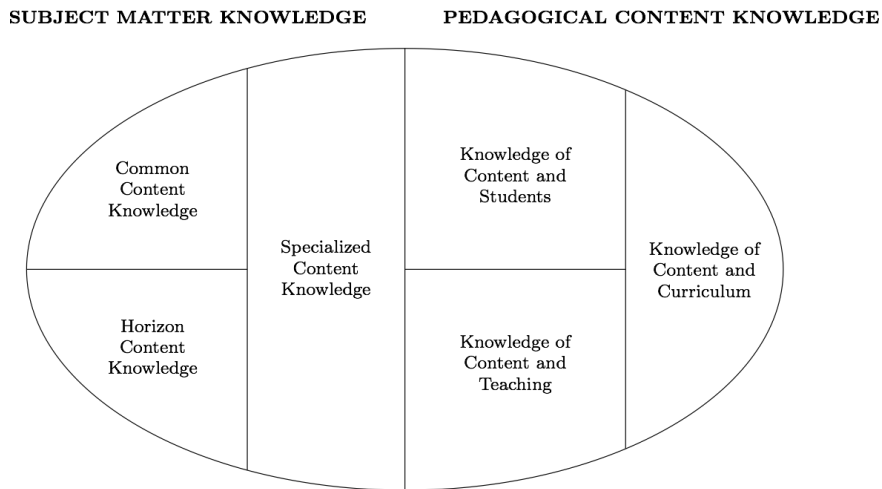 SUBJECT MATTER KNOWLEDGE
PEDAGOGICAL CONTENT KNOWLEDGE
Common
Content
Knowledge
Horizon
Content
Knowledge
Specialized
Content
Knowledge
Knowledge of
Content and
Students
Knowledge of
Content and
Teaching
Knowledge of
Content and
Curriculum